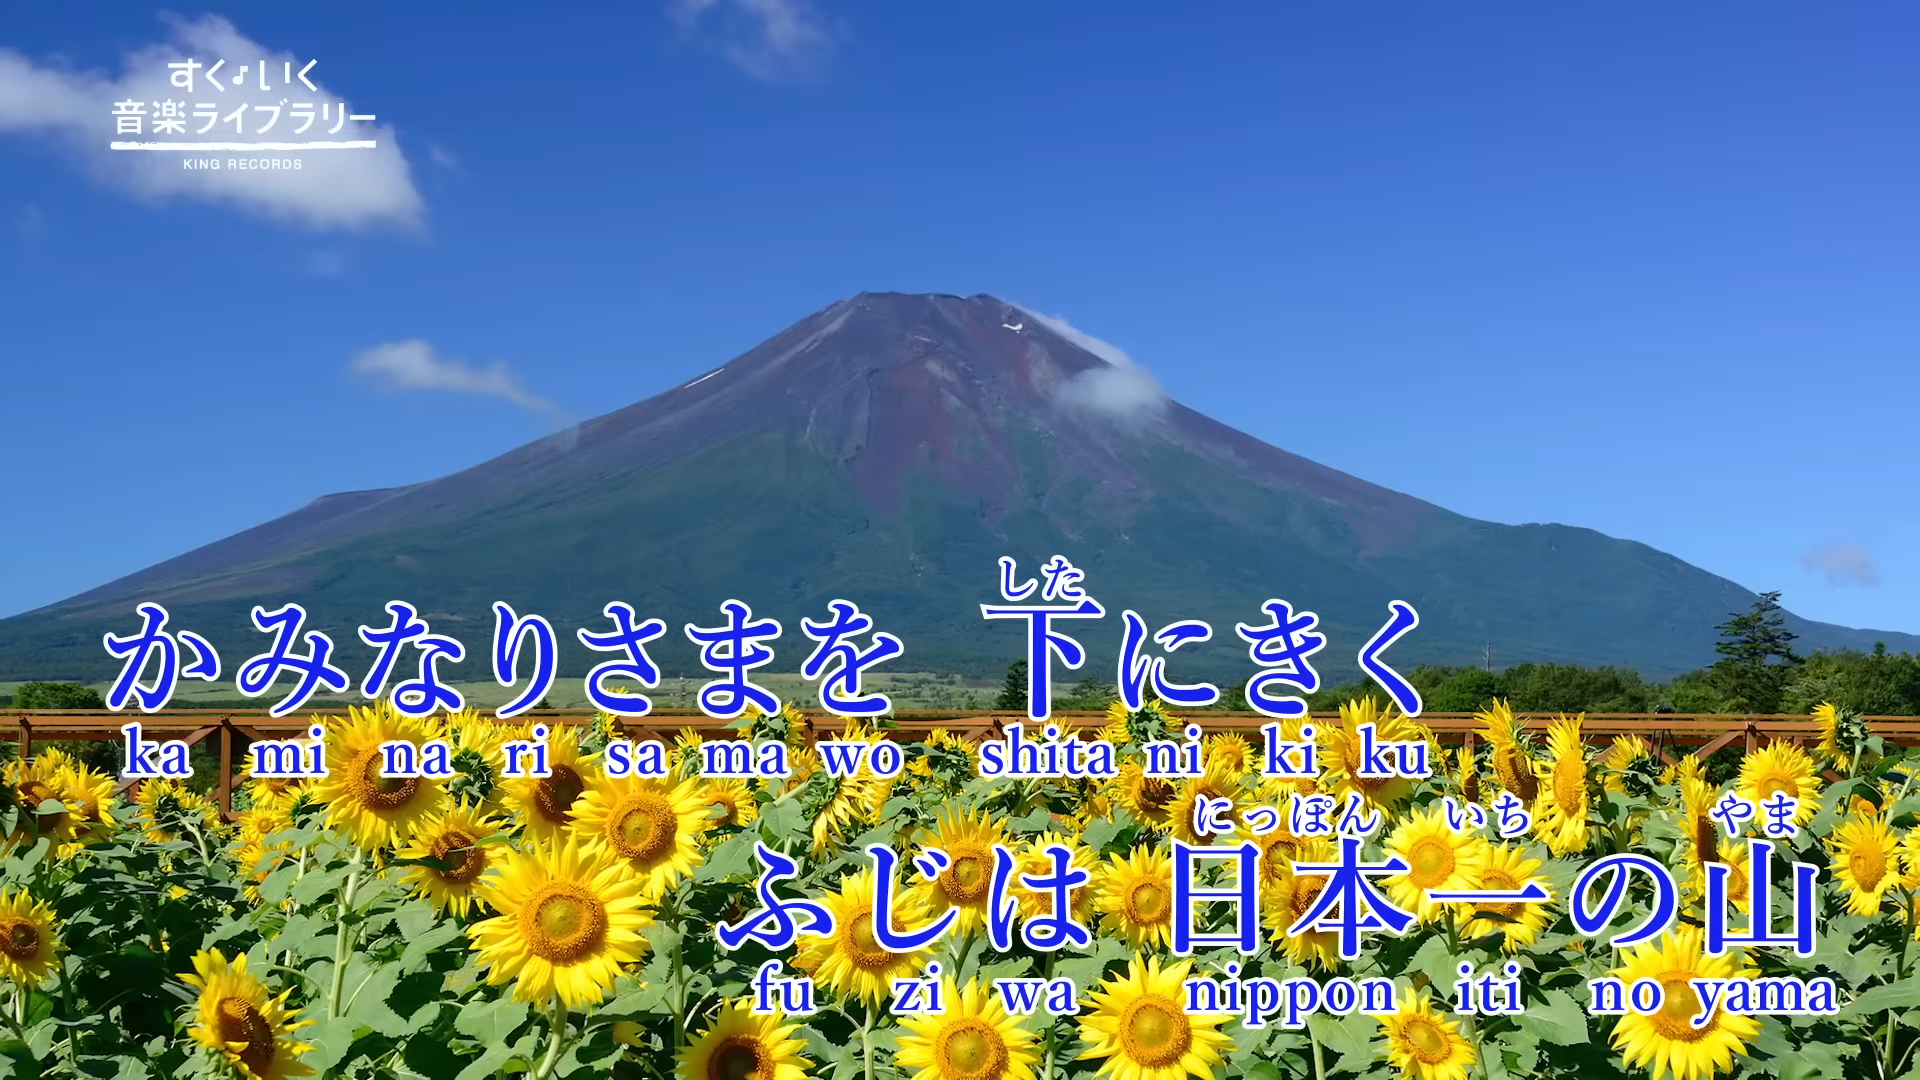 すく♪いく
音楽ライブラリー
KING RECORDS
した
かみなりさまを 下にきく
ka mi na ri sa ma wo shita ni ki ku
にっぽん いち やま
ふじは 日本一の山
fu zi wa nippon iti no yama